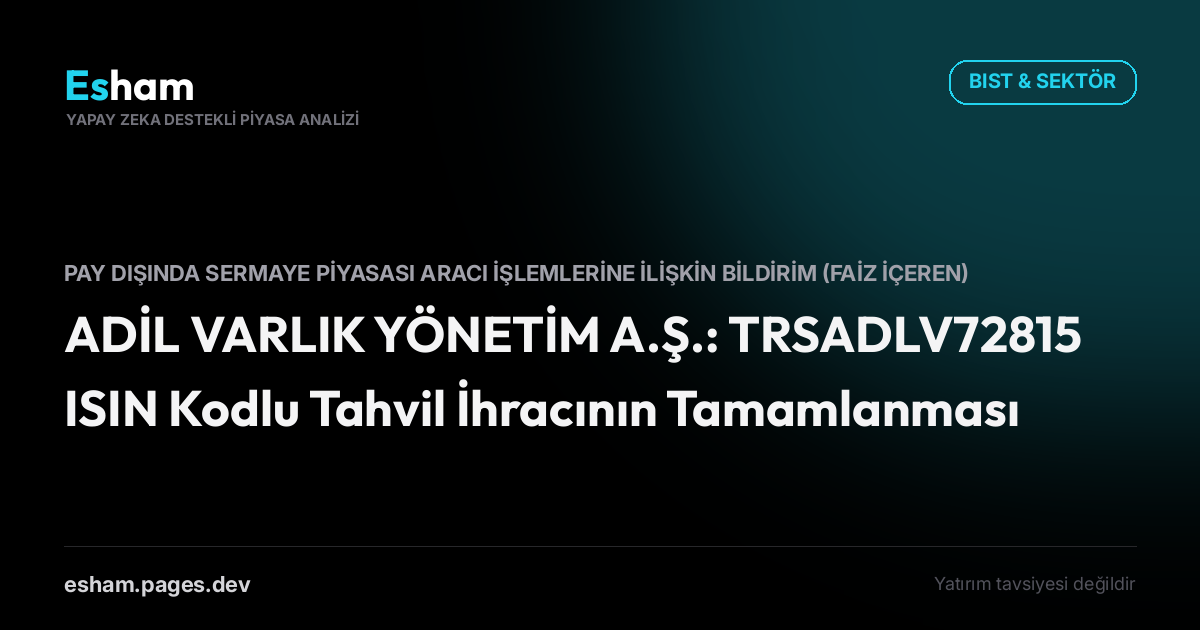 Esham
BIST & SEKTÖR
YAPAY ZEKA DESTEKLİ PİYASA ANALİZİ
PAY DIŞINDA SERMAYE PİYASASI ARACI İŞLEMLERİNE İLİŞKİN BİLDİRİM (FAİZ İÇEREN)
ADİL VARLIK YÖNETİM A.Ş.: TRSADLV72815
ISIN Kodlu Tahvil İhracının Tamamlanması
esham.pages.dev
Yatırım tavsiyesi değildir